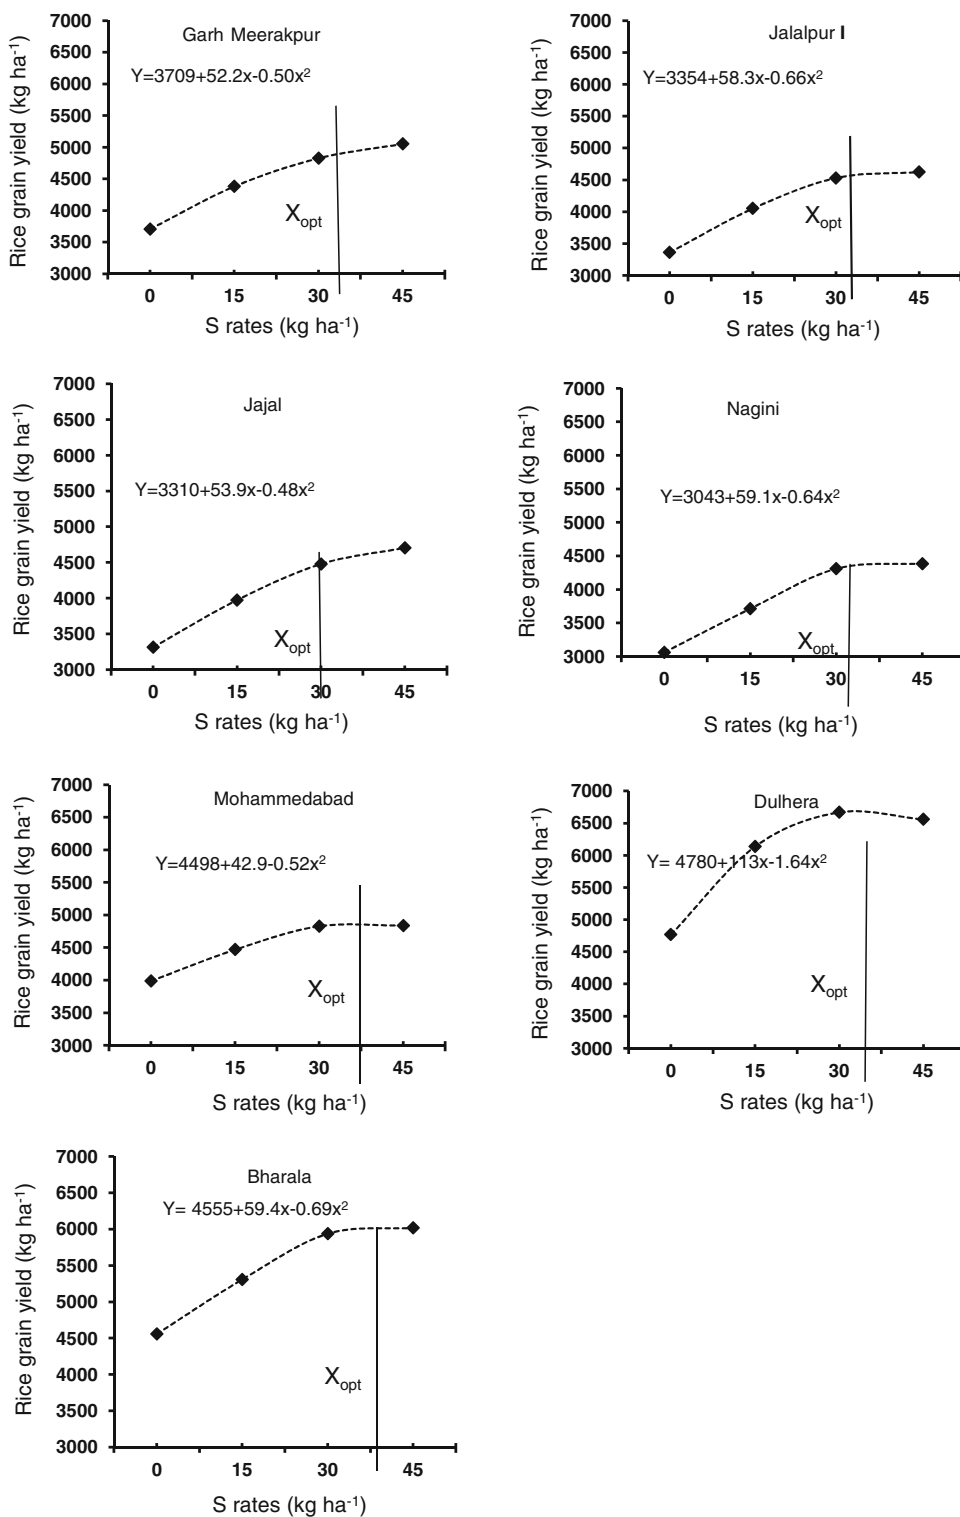 Garh Meerakpur
Y=3709+52.2x-0.50x²
Rice grain yield (kg ha⁻¹)
7000
6500
6000
5500
5000
4500
4000
3500
3000
X_opt
0 15 30 45
S rates (kg ha⁻¹)
Jalalpur I
Y=3354+58.3x-0.66x²
Rice grain yield (kg ha⁻¹)
7000
6500
6000
5500
5000
4500
4000
3500
3000
X_opt
0 15 30 45
S rates (kg ha⁻¹)
Jajal
Y=3310+53.9x-0.48x²
Rice grain yield (kg ha⁻¹)
7000
6500
6000
5500
5000
4500
4000
3500
3000
X_opt
0 15 30 45
S rates (kg ha⁻¹)
Nagini
Y=3043+59.1x-0.64x²
Rice grain yield (kg ha⁻¹)
7000
6500
6000
5500
5000
4500
4000
3500
3000
X_opt
0 15 30 45
S rates (kg ha⁻¹)
Mohammedabad
Y=4498+42.9-0.52x²
Rice grain yield (kg ha⁻¹)
7000
6500
6000
5500
5000
4500
4000
3500
3000
X_opt
0 15 30 45
S rates (kg ha⁻¹)
Dulhera
Y= 4780+113x-1.64x²
Rice grain yield (kg ha⁻¹)
7000
6500
6000
5500
5000
4500
4000
3500
3000
X_opt
0 15 30 45
S rates (kg ha⁻¹)
Bharala
Y= 4555+59.4x-0.69x²
Rice grain yield (kg ha⁻¹)
7000
6500
6000
5500
5000
4500
4000
3500
3000
X_opt
0 15 30 45
S rates (kg ha⁻¹)